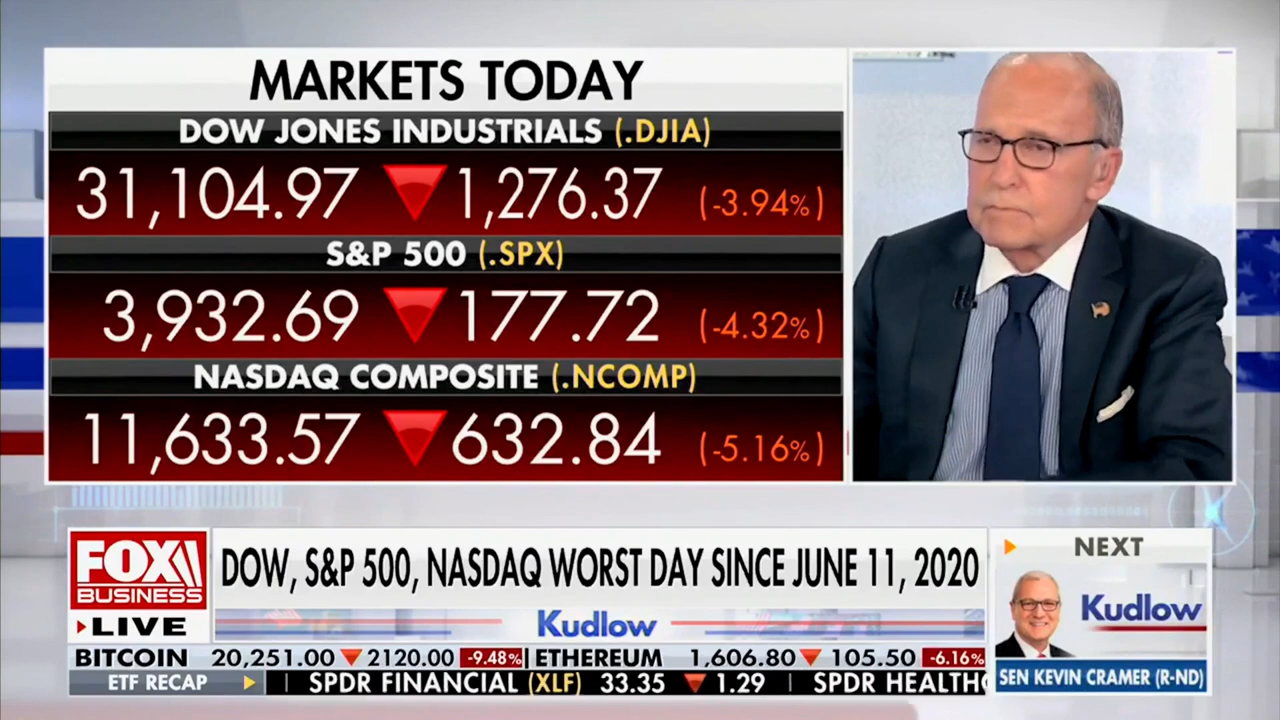 MARKETS TODAY
DOW JONES INDUSTRIALS (.DJIA)
31,104.97 1,276.37 (-3.94%)
S&P 500 (.SPX)
3,932.69 177.72 (-4.32%)
NASDAQ COMPOSITE (.NCOMP)
11,633.57 632.84 (-5.16%)
FOX
BUSINESS
LIVE
DOW, S&P 500, NASDAQ WORST DAY SINCE JUNE 11, 2020
Kudlow
NEXT
Kudlow
SEN KEVIN CRAMER (R-ND)
BITCOIN 20,251.00 2120.00 -9.48% ETHEREUM 1,606.80 105.50 -6.16%
ETF RECAP SPDR FINANCIAL (XLF) 33.35 1.29 SPDR HEALTHC